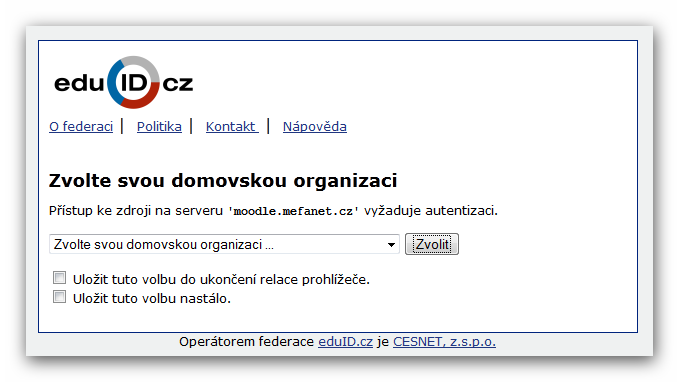 edu ID cz
O federaci | Politika | Kontakt | Nápověda
Zvolte svou domovskou organizaci
Přístup ke zdroji na serveru 'moodle.mefanet.cz' vyžaduje autentizaci.
Zvolte svou domovskou organizaci ... Zvolit
Uložit tuto volbu do ukončení relace prohlížeče.
Uložit tuto volbu nastálo.
Operátorem federace eduID.cz je CESNET, z.s.p.o.